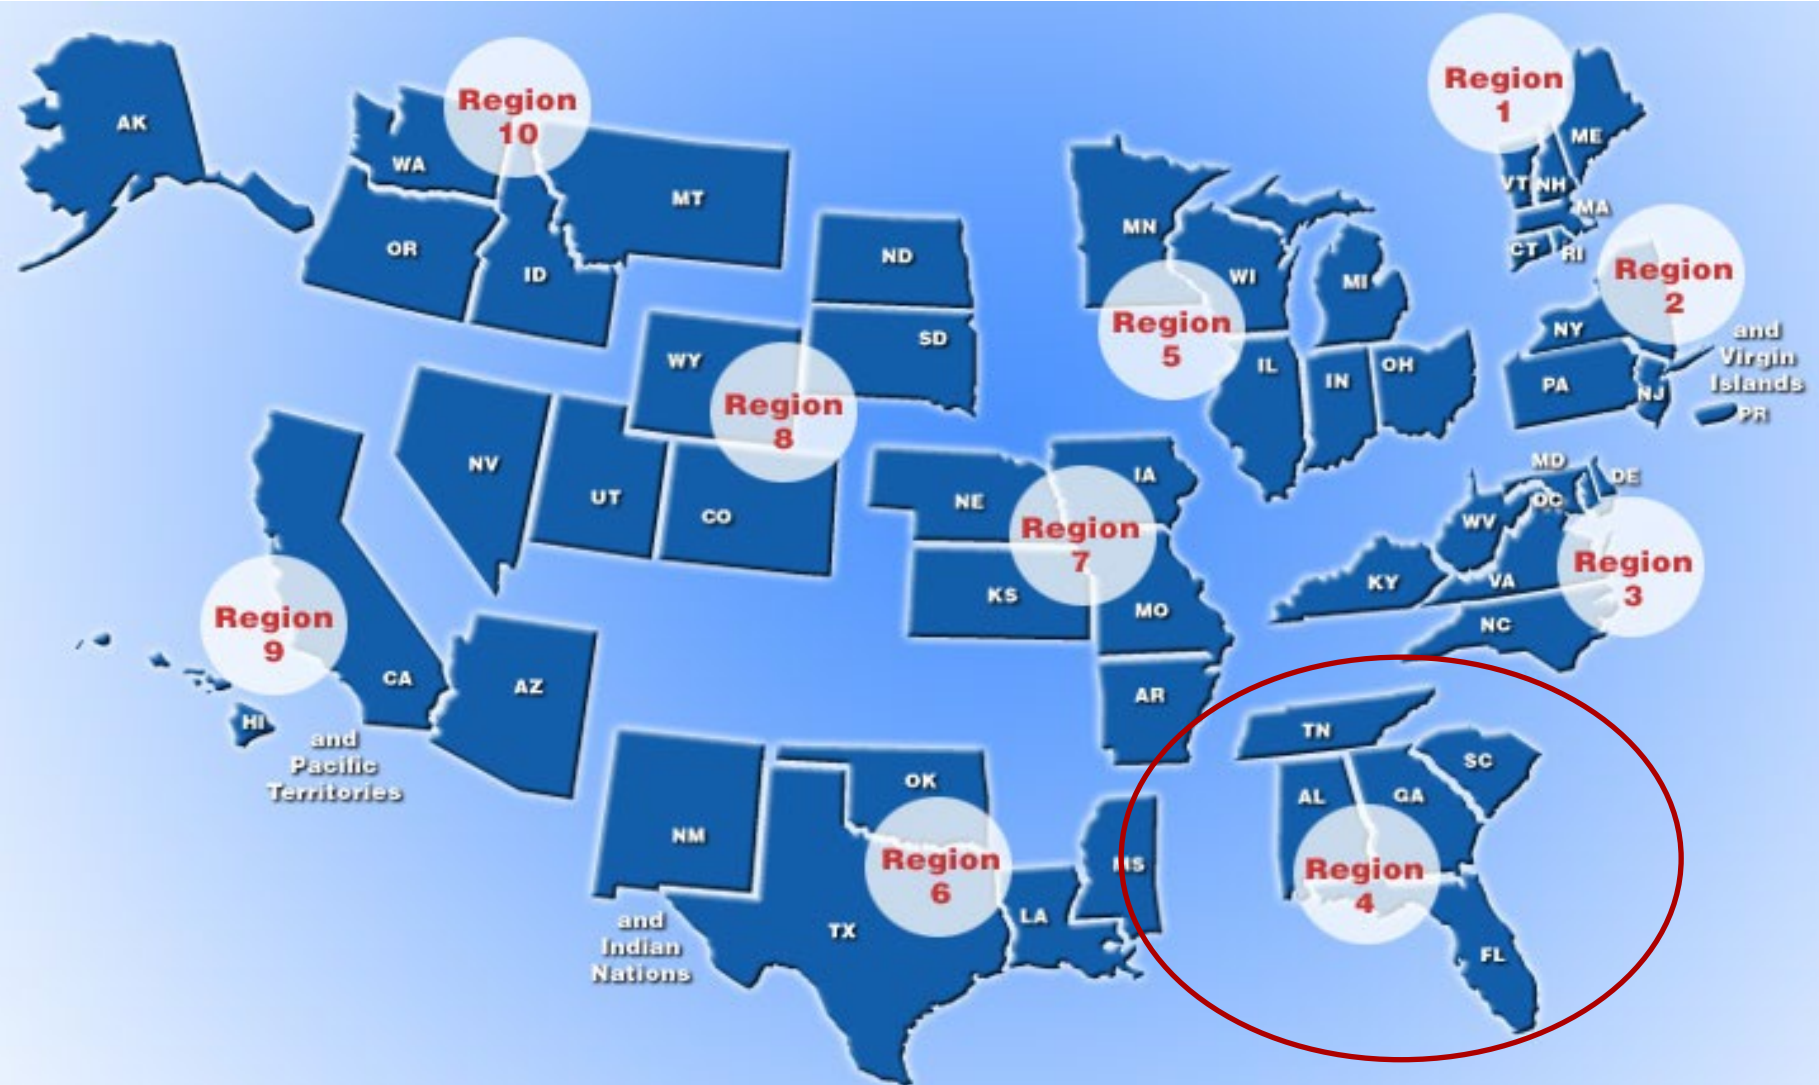 AK
WA
Region
10
MT
OR
ID
ND
SD
WY
Region
8
NV
UT
CO
Region
9
CA
AZ
HI
and
Pacific
Territories
MN
WI
MI
Region
5
IL
IN
OH
NE
IA
Region
7
KS
MO
AR
NM
OK
Region
6
TX
LA
MS
and
Indian
Nations
Region
1
ME
VT
NH
MA
CT
RI
Region
2
NY
and
Virgin
Islands
PA
NJ
PR
MD
DE
DC
WV
Region
3
KY
VA
NC
TN
SC
AL
GA
Region
4
FL